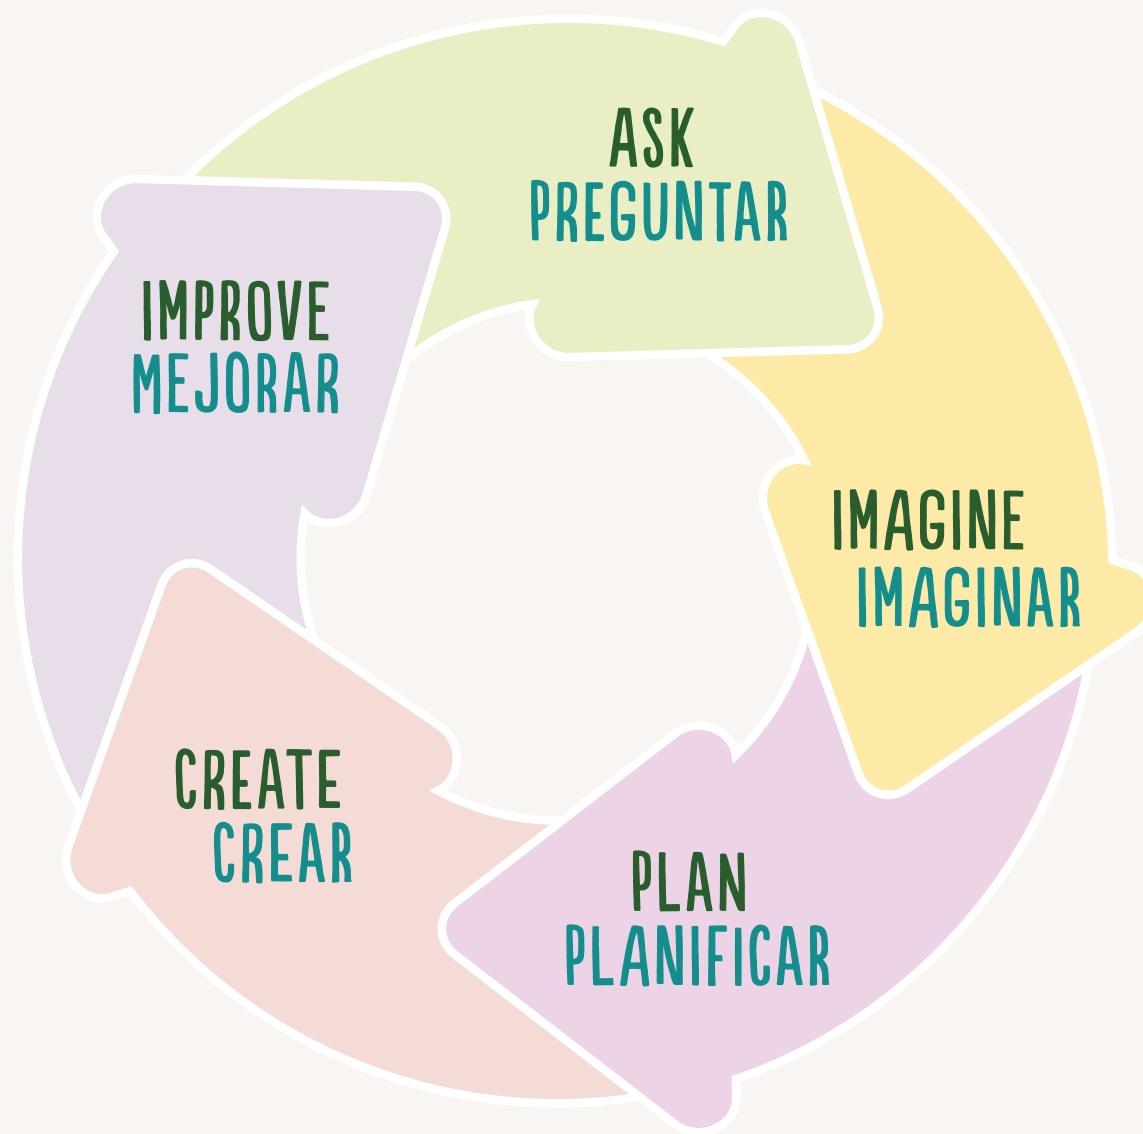 ASK
PREGUNTAR
IMAGINE
IMAGINAR
PLAN
PLANIFICAR
CREATE
CREAR
IMPROVE
MEJORAR